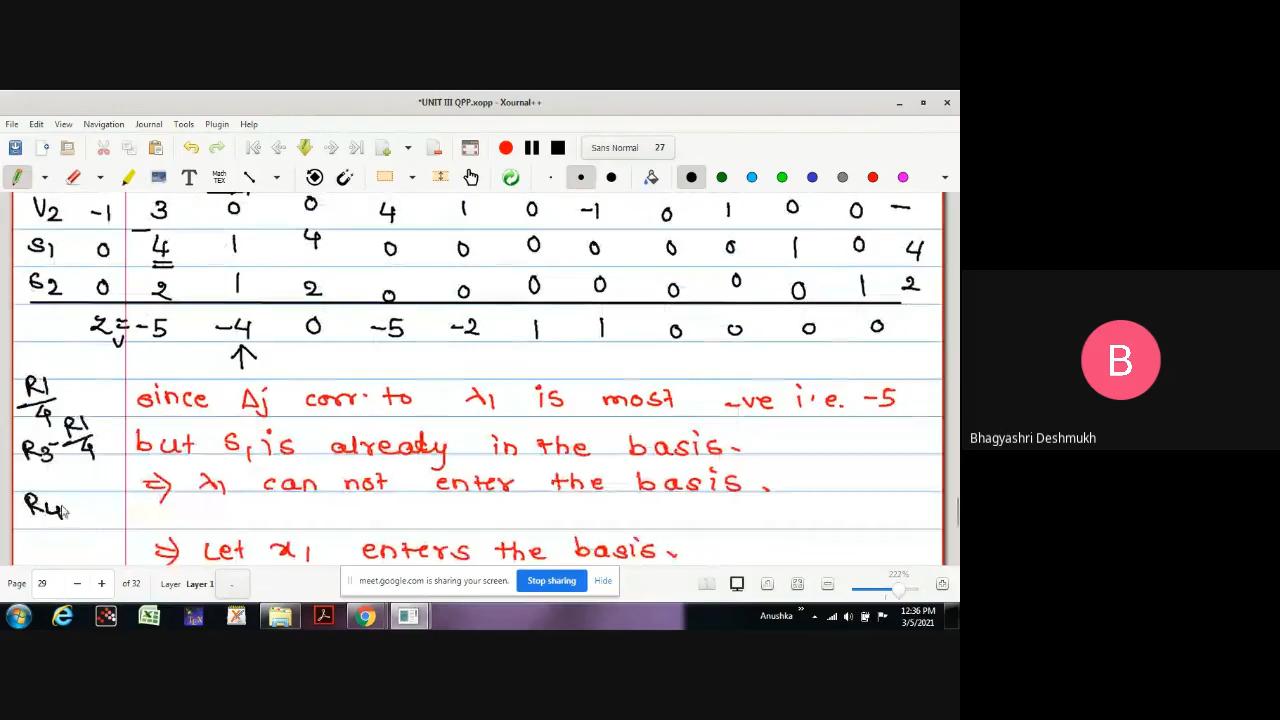 *UNIT III QPP.xopp - Xournal++
File Edit View Navigation Journal Tools Plugin Help
Sans Normal 27
Math
TEX
V2 -1 3 0 0 4 1 0 -1 0 1 0 0 —
S1 0 4 1 4 0 0 0 0 0 0 1 0 4
S2 0 2 1 2 0 0 0 0 0 0 0 1 2
Z = -5 -4 0 -5 -2 1 1 0 0 0 0
↑
R1/4
since Δj corr. to λ1 is most -ve i.e. -5
R3 - R1/4
but S1 is already in the basis.
⇒ λ1 can not enter the basis.
R4
⇒ Let x1 enters the basis.
Page 29 of 32 Layer Layer 1
meet.google.com is sharing your screen. Stop sharing Hide
222%
Anushka
12:36 PM
3/5/2021
B
Bhagyashri Deshmukh